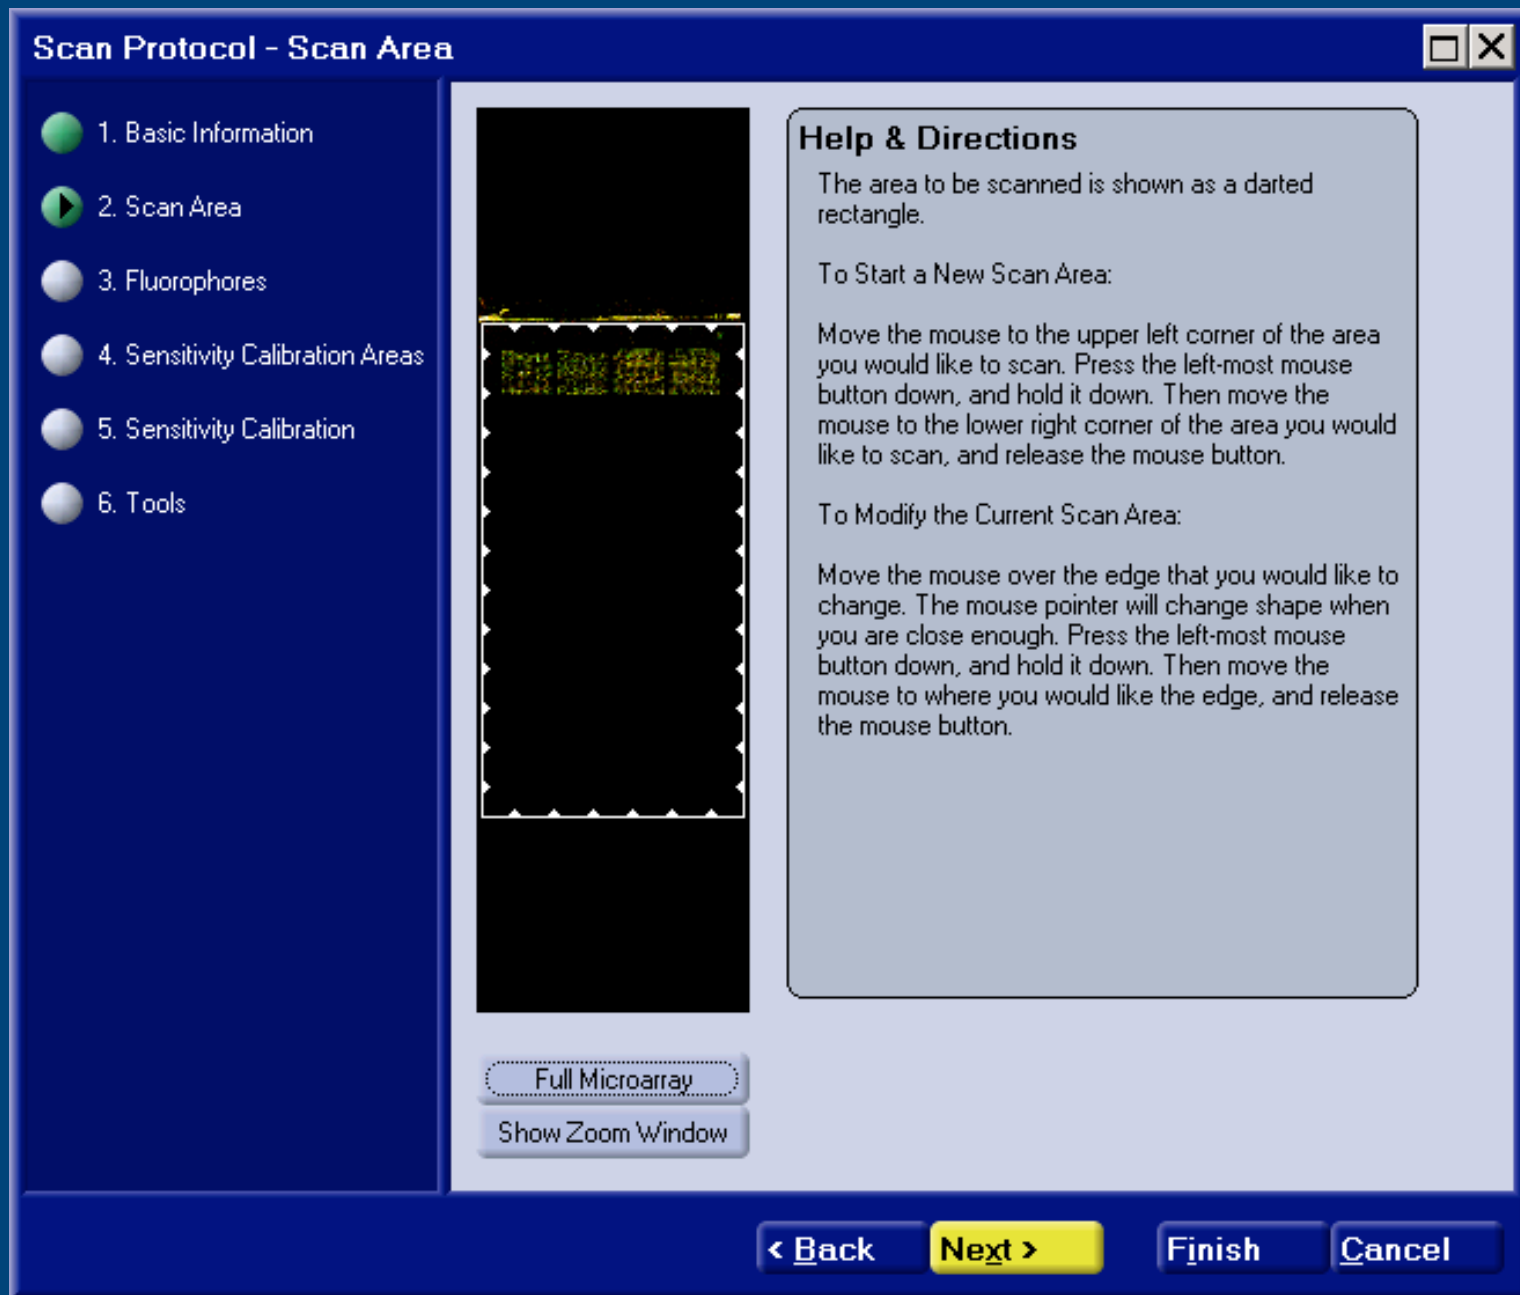 Scan Protocol - Scan Area
1. Basic Information
2. Scan Area
3. Fluorophores
4. Sensitivity Calibration Areas
5. Sensitivity Calibration
6. Tools
Help & Directions
The area to be scanned is shown as a darted
rectangle.
To Start a New Scan Area:
Move the mouse to the upper left corner of the area
you would like to scan. Press the left-most mouse
button down, and hold it down. Then move the
mouse to the lower right corner of the area you would
like to scan, and release the mouse button.
To Modify the Current Scan Area:
Move the mouse over the edge that you would like to
change. The mouse pointer will change shape when
you are close enough. Press the left-most mouse
button down, and hold it down. Then move the
mouse to where you would like the edge, and release
the mouse button.
Full Microarray
Show Zoom Window
< Back
Next >
Finish
Cancel